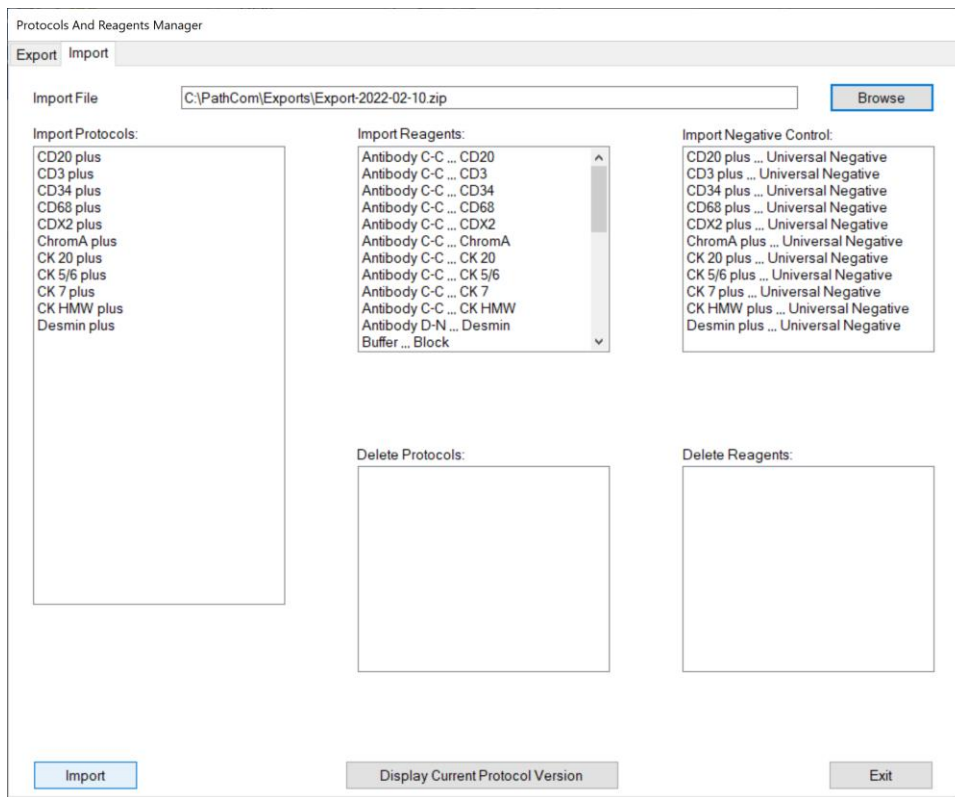 Protocols And Reagents Manager
Export Import
Import File C:\PathCom\Exports\Export-2022-02-10.zip Browse
Import Protocols:
CD20 plus
CD3 plus
CD34 plus
CD68 plus
CDX2 plus
ChromA plus
CK 20 plus
CK 5/6 plus
CK 7 plus
CK HMW plus
Desmin plus
Import Reagents:
Antibody C-C ... CD20
Antibody C-C ... CD3
Antibody C-C ... CD34
Antibody C-C ... CD68
Antibody C-C ... CDX2
Antibody C-C ... ChromA
Antibody C-C ... CK 20
Antibody C-C ... CK 5/6
Antibody C-C ... CK 7
Antibody C-C ... CK HMW
Antibody D-N ... Desmin
Buffer ... Block
Import Negative Control:
CD20 plus ... Universal Negative
CD3 plus ... Universal Negative
CD34 plus ... Universal Negative
CD68 plus ... Universal Negative
CDX2 plus ... Universal Negative
ChromA plus ... Universal Negative
CK 20 plus ... Universal Negative
CK 5/6 plus ... Universal Negative
CK 7 plus ... Universal Negative
CK HMW plus ... Universal Negative
Desmin plus ... Universal Negative
Delete Protocols:
Delete Reagents:
Import Display Current Protocol Version Exit